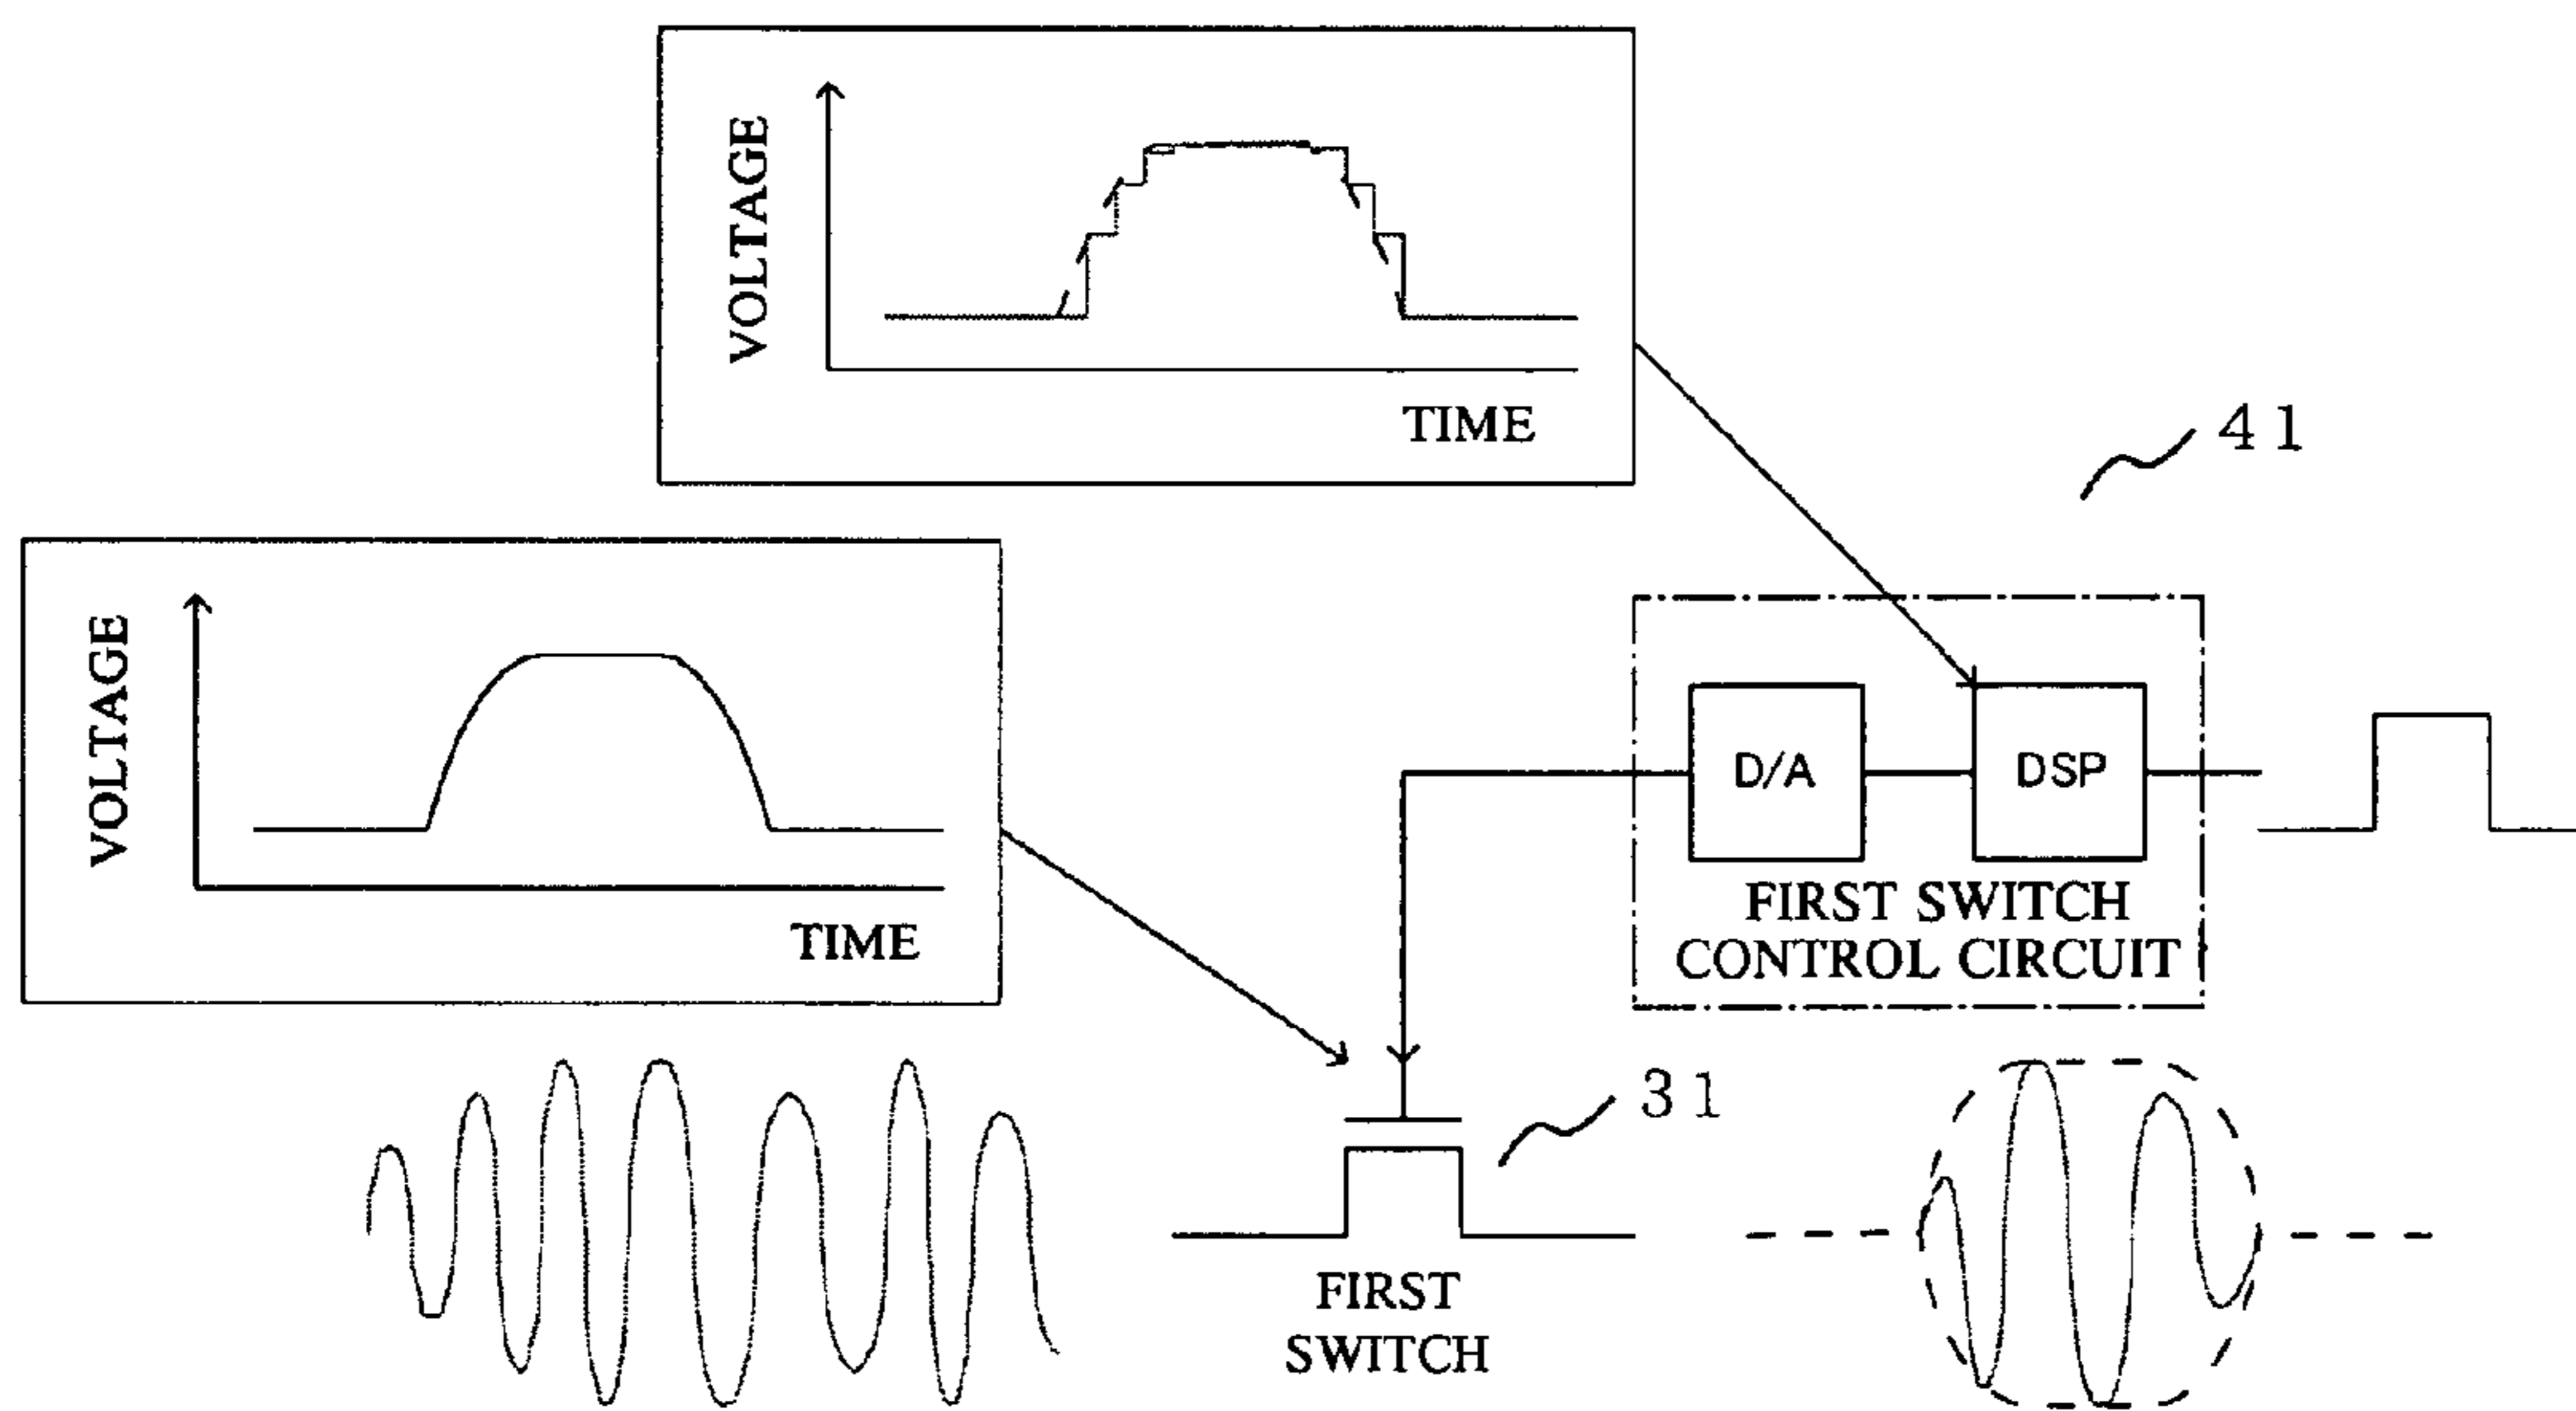 VOLTAGE
TIME
41
VOLTAGE
TIME
D/A
DSP
FIRST SWITCH
CONTROL CIRCUIT
31
FIRST
SWITCH